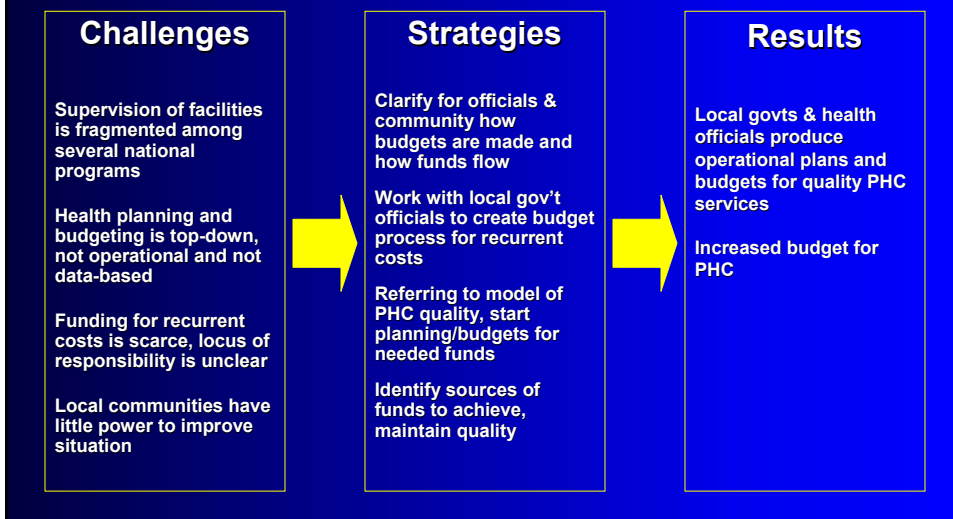 Challenges
Supervision of facilities
is fragmented among
several national
programs
Health planning and
budgeting is top-down,
not operational and not
data-based
Funding for recurrent
costs is scarce, locus of
responsibility is unclear
Local communities have
little power to improve
situation
Strategies
Clarify for officials &
community how
budgets are made and
how funds flow
Work with local gov't
officials to create budget
process for recurrent
costs
Referring to model of
PHC quality, start
planning/budgets for
needed funds
Identify sources of
funds to achieve,
maintain quality
Results
Local govts & health
officials produce
operational plans and
budgets for quality PHC
services
Increased budget for
PHC